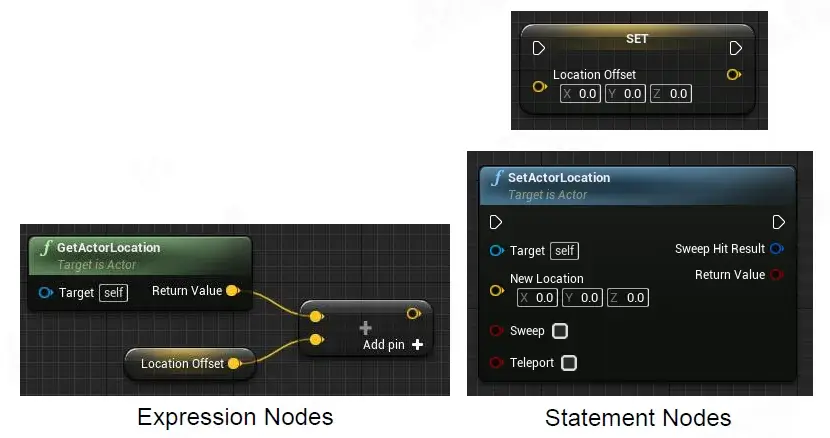 SET
Location Offset
X 0.0 Y 0.0 Z 0.0
f SetActorLocation
Target is Actor
Target self Sweep Hit Result
New Location Return Value
X 0.0 Y 0.0 Z 0.0
Sweep
Teleport
f GetActorLocation
Target is Actor
Target self Return Value
+
Add pin +
Location Offset
Expression Nodes
Statement Nodes